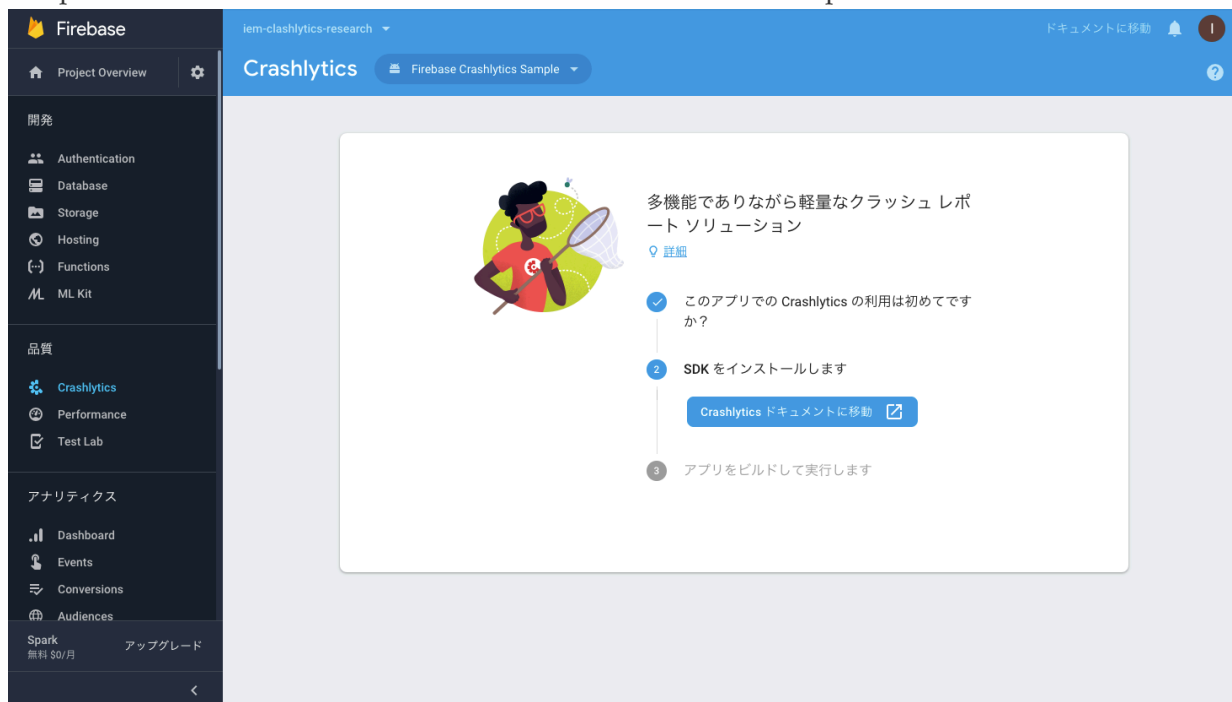 Firebase
iem-clashlytics-research
ドキュメントに移動
I
Project Overview
Crashlytics
Firebase Crashlytics Sample
?
開発
Authentication
Database
Storage
Hosting
Functions
ML Kit
品質
Crashlytics
Performance
Test Lab
アナリティクス
Dashboard
Events
Conversions
Audiences
Spark
無料 $0/月
アップグレード
多機能でありながら軽量なクラッシュ レポ
ート ソリューション
詳細
このアプリでの Crashlytics の利用は初めてです
か？
2 SDK をインストールします
Crashlytics ドキュメントに移動
3 アプリをビルドして実行します